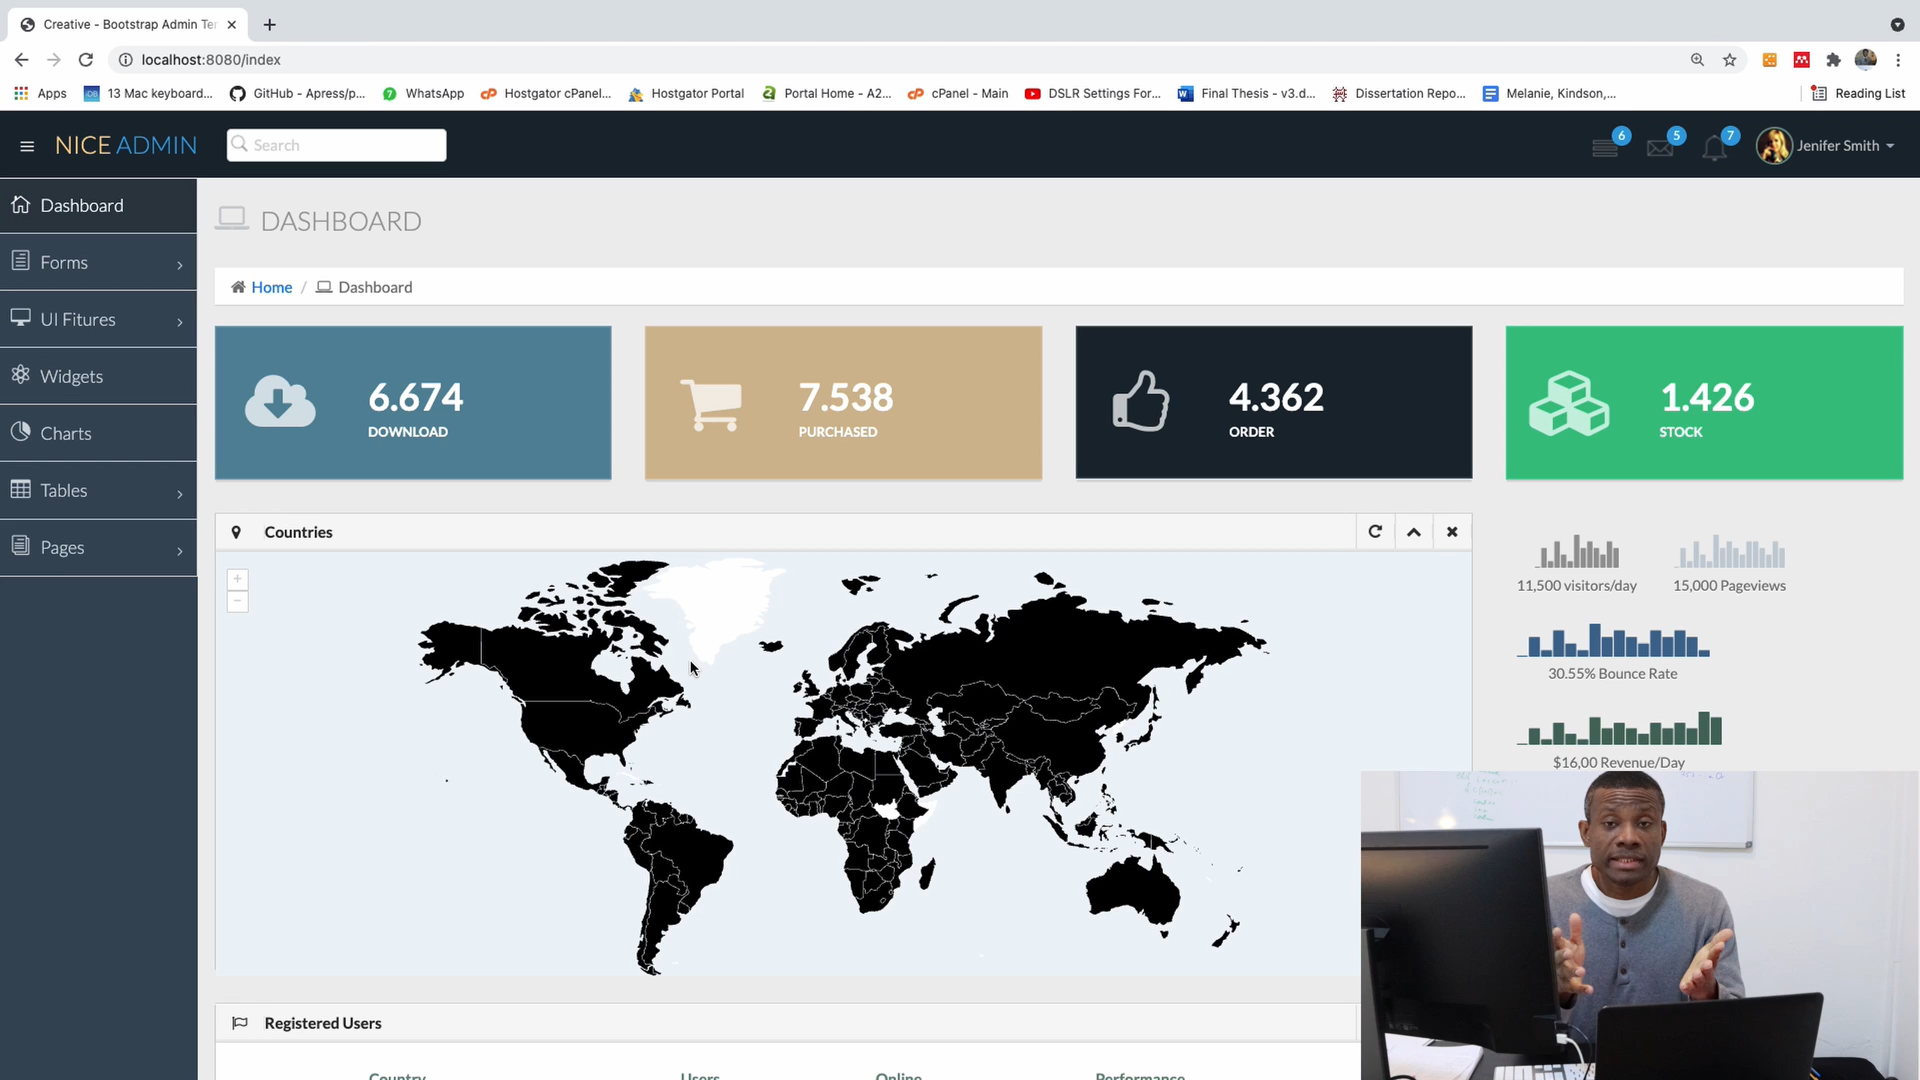 Creative - Bootstrap Admin Ter
localhost:8080/index
Apps
13 Mac keyboard...
GitHub - Apress/p...
WhatsApp
Hostgator cPanel...
Hostgator Portal
Portal Home - A2...
cPanel - Main
DSLR Settings For...
Final Thesis - v3.d...
Dissertation Repo...
Melanie, Kindson,...
Reading List
NICE ADMIN
Search
6
5
7
Jenifer Smith
Dashboard
Forms
UI Fitures
Widgets
Charts
Tables
Pages
DASHBOARD
Home / Dashboard
6.674
DOWNLOAD
7.538
PURCHASED
4.362
ORDER
1.426
STOCK
Countries
+
-
11,500 visitors/day
15,000 Pageviews
30.55% Bounce Rate
$16,00 Revenue/Day
Registered Users
Country
Users
Online
Performance